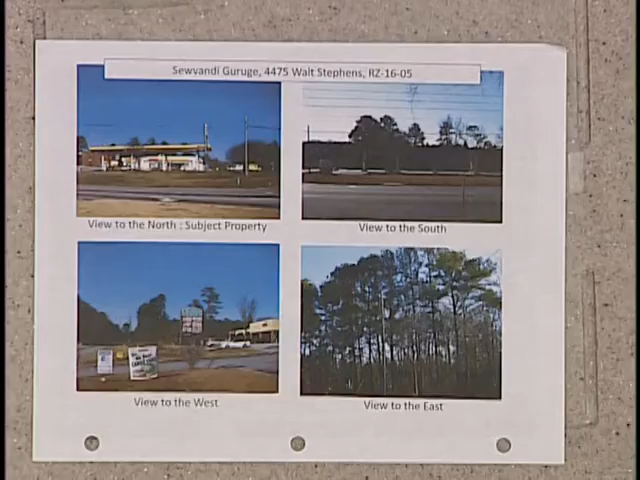 Sewvandi Guruge, 4475 Walt Stephens, RZ-16-05
View to the North : Subject Property
View to the South
View to the West
View to the East